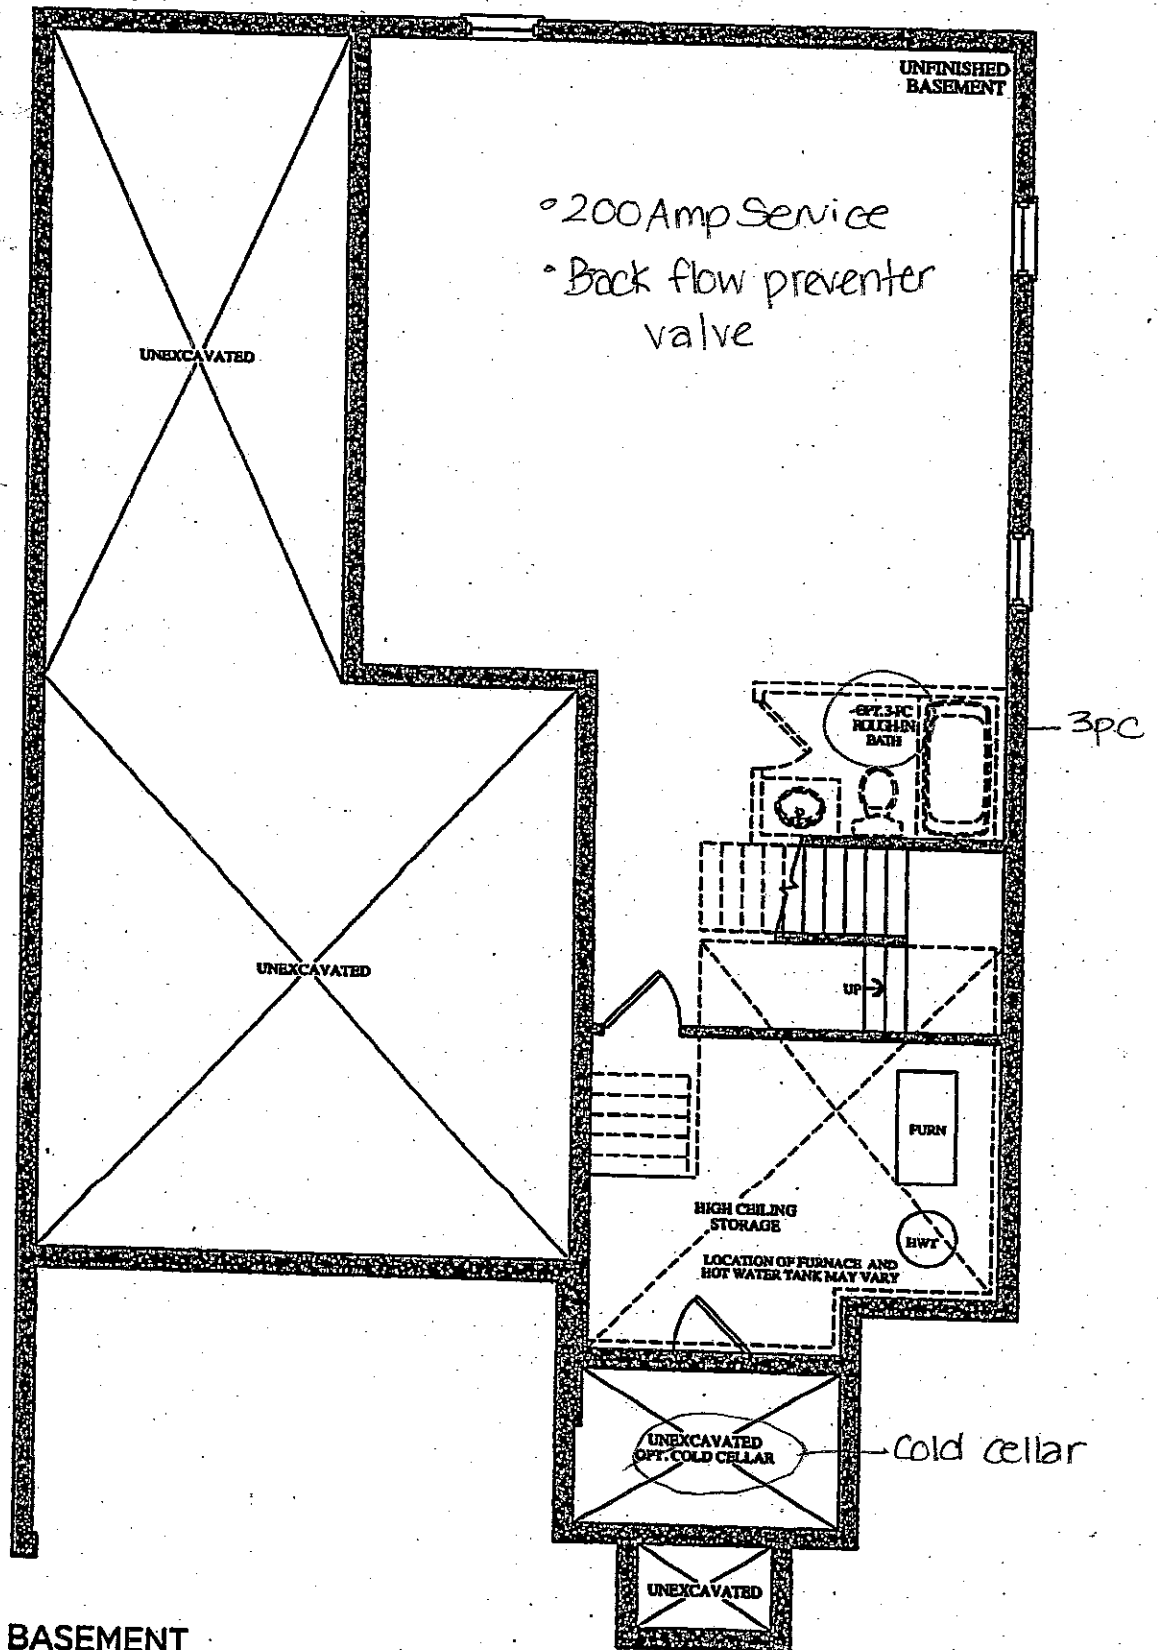 UNFINISHED
BASEMENT
• 200 Amp Service
• Back flow preventer
valve
UNEXCAVATED
OPT. 3-PC
ROUGH-IN
BATH
3pc
UNEXCAVATED
UP
FURN
HIGH CEILING
STORAGE
HWT
LOCATION OF FURNACE AND
HOT WATER TANK MAY VARY
UNEXCAVATED
OPT. COLD CELLAR
cold cellar
UNEXCAVATED
BASEMENT